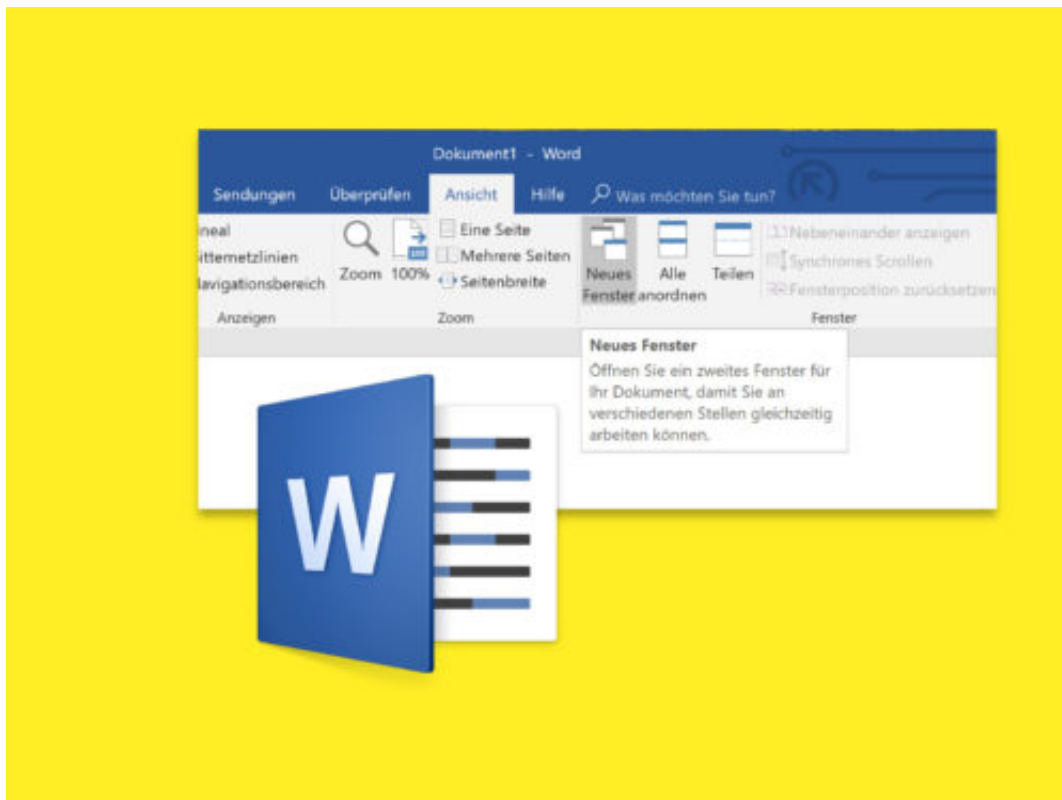 Dokument1 - Word
Sendungen Überprüfen Ansicht Hilfe Was möchten Sie tun?
ineal
ittternetzlinien
lavigationsbereich
Anzeigen
Zoom
100%
Eine Seite
Mehrere Seiten
Seitenbreite
Zoom
Neues
Fenster
Alle
anordnen
Teilen
Nebeneinander anzeigen
Synchrones Scrollen
Fensterposition zurücksetzen
Fenster
Neues Fenster
Öffnen Sie ein zweites Fenster für
Ihr Dokument, damit Sie an
verschiedenen Stellen gleichzeitig
arbeiten können.
W